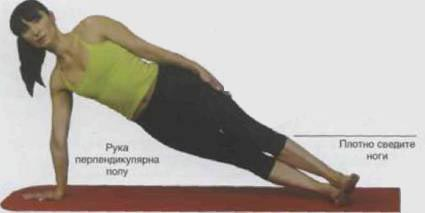 Рука
перпендикулярна
полу
Плотно сведите
ноги